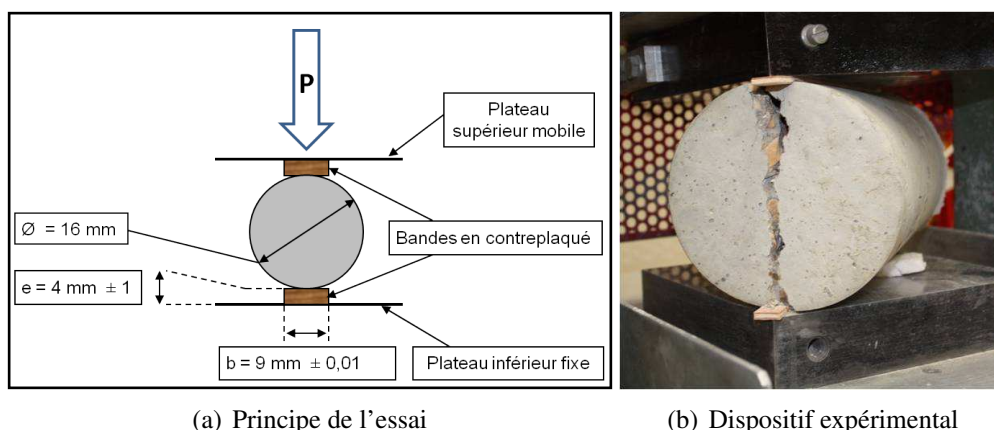 P
Plateau
supérieur mobile
Ø = 16 mm
Bandes en contreplaqué
e = 4 mm ± 1
b = 9 mm ± 0,01
Plateau inférieur fixe
(a) Principe de l'essai
(b) Dispositif expérimental